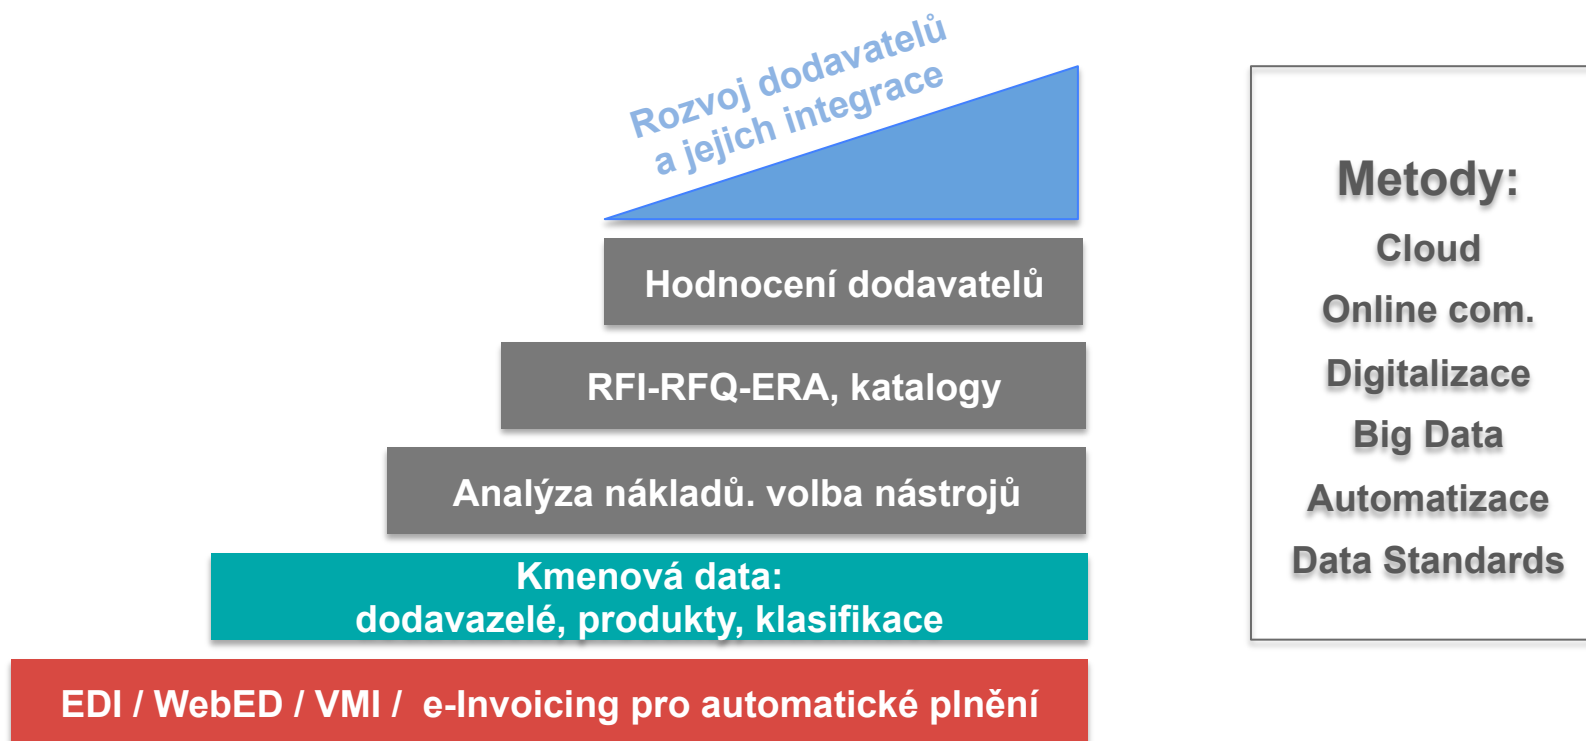 Rozvoj dodavatelů
a jejich integrace
Hodnocení dodavatelů
RFI-RFQ-ERA, katalogy
Analýza nákladů. volba nástrojů
Kmenová data:
dodavazelé, produkty, klasifikace
EDI / WebED / VMI /  e-Invoicing pro automatické plnění
Metody:
Cloud
Online com.
Digitalizace
Big Data
Automatizace
Data Standards